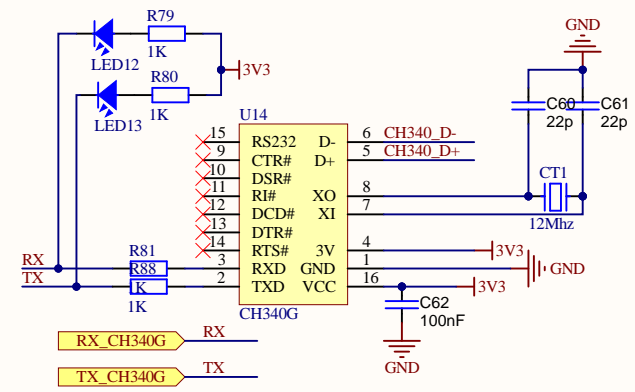 R79
1K
LED12
R80
1K
LED13
3V3
GND
C60
22p
C61
22p
U14
15 RS232 D- 6 CH340_D-
9 CTR# D+ 5 CH340_D+
10 DSR#
11 RI# XO 8
12 DCD# XI 7
13 DTR#
14 RTS# 3V 4 3V3
RX 3 RXD GND 1 GND
TX 2 TXD VCC 16 3V3
CT1
12Mhz
R81
R88
1K
1K
CH340G
C62
100nF
GND
RX_CH340G RX
TX_CH340G TX